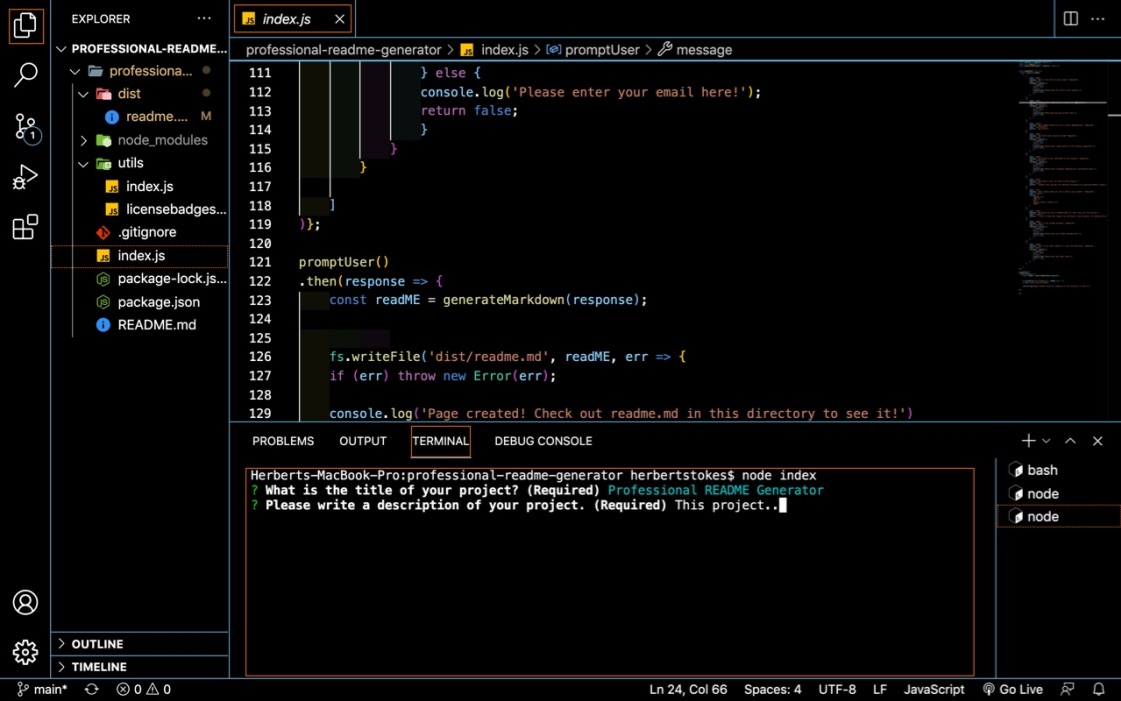 EXPLORER
PROFESSIONAL-README...
professiona...
dist
readme.... M
node_modules
utils
index.js
licensebadges...
.gitignore
index.js
package-lock.js...
package.json
README.md
OUTLINE
TIMELINE
1
index.js
professional-readme-generator > index.js > promptUser > message
111 } else {
112 console.log('Please enter your email here!');
113 return false;
114 }
115 }
116 }
117
118 ]
119 )};
120
121 promptUser()
122 .then(response => {
123 const readME = generateMarkdown(response);
124
125
126 fs.writeFile('dist/readme.md', readME, err => {
127 if (err) throw new Error(err);
128
129 console.log('Page created! Check out readme.md in this directory to see it!')
PROBLEMS OUTPUT TERMINAL DEBUG CONSOLE
Herberts-MacBook-Pro:professional-readme-generator herbertstokes$ node index
? What is the title of your project? (Required) Professional README Generator
? Please write a description of your project. (Required) This project..
bash
node
node
main* 0 0 Ln 24, Col 66 Spaces: 4 UTF-8 LF JavaScript Go Live